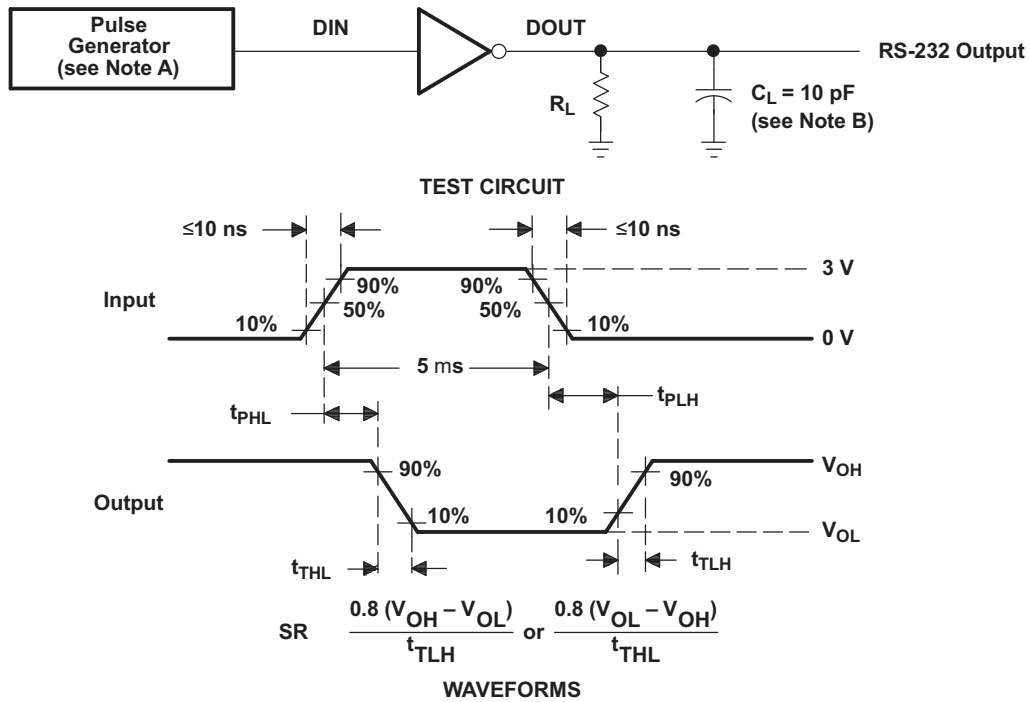 Pulse
Generator
(see Note A)
DIN
DOUT
RS-232 Output
RL
CL = 10 pF
(see Note B)
TEST CIRCUIT
≤10 ns
≤10 ns
3 V
Input
90%
90%
50%
50%
10%
10%
0 V
5 ms
tPHL
tPLH
VOH
90%
90%
Output
10%
10%
VOL
tTHL
tTLH
SR 0.8 (VOH – VOL) / tTLH or 0.8 (VOL – VOH) / tTHL
WAVEFORMS